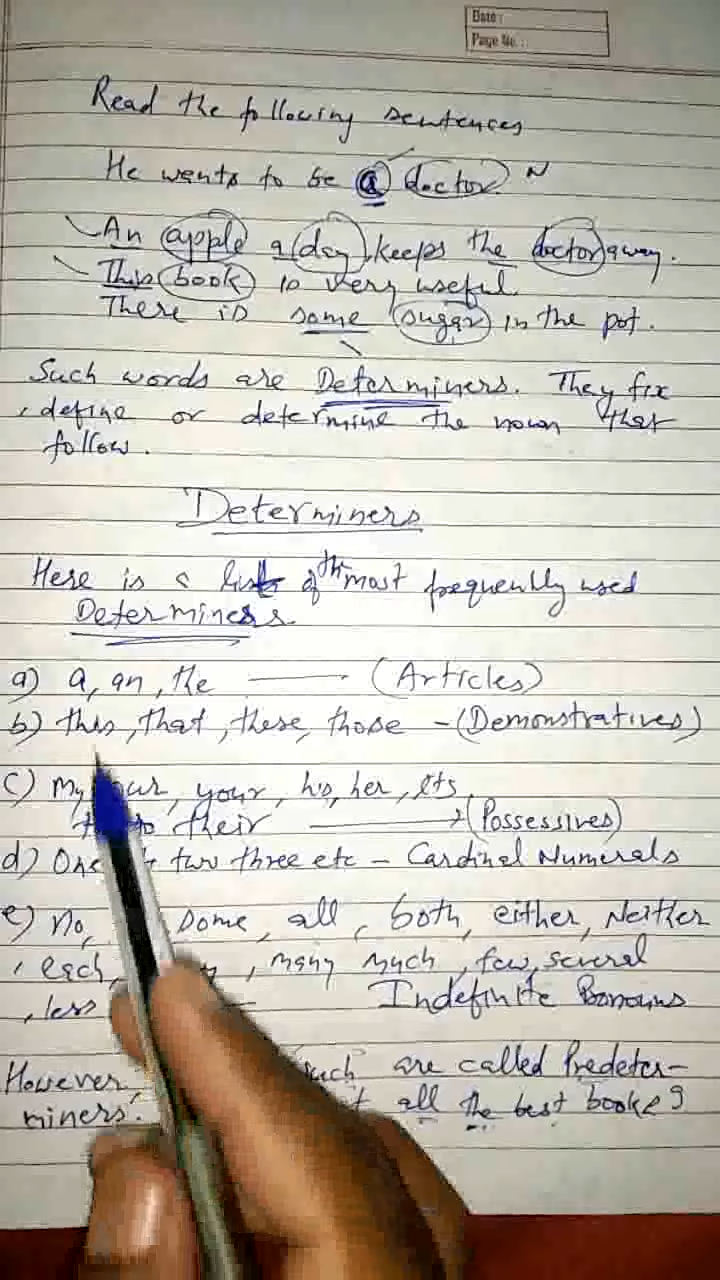 Date :
Page No. :
Read the following sentences
He wants to be a doctor. N
An apple a day, keeps the doctor away.
This book is very useful.
There is some sugar in the pot.
Such words are Determiners. They fix
, define or determine the noun that
follow.
Determiners
Here is a list of the most frequently used
Determiners.
a) a, an, the (Articles)
b) this, that, these, those - (Demonstratives)
c) My, our, your, his, her, its,
their (Possessives)
d) One two three etc - Cardinal Numerals
e) no, some, all, both, either, Neither
, each, , many much, few, several
, less Indefinite
However, such are called Predeter-
miners. all the best books